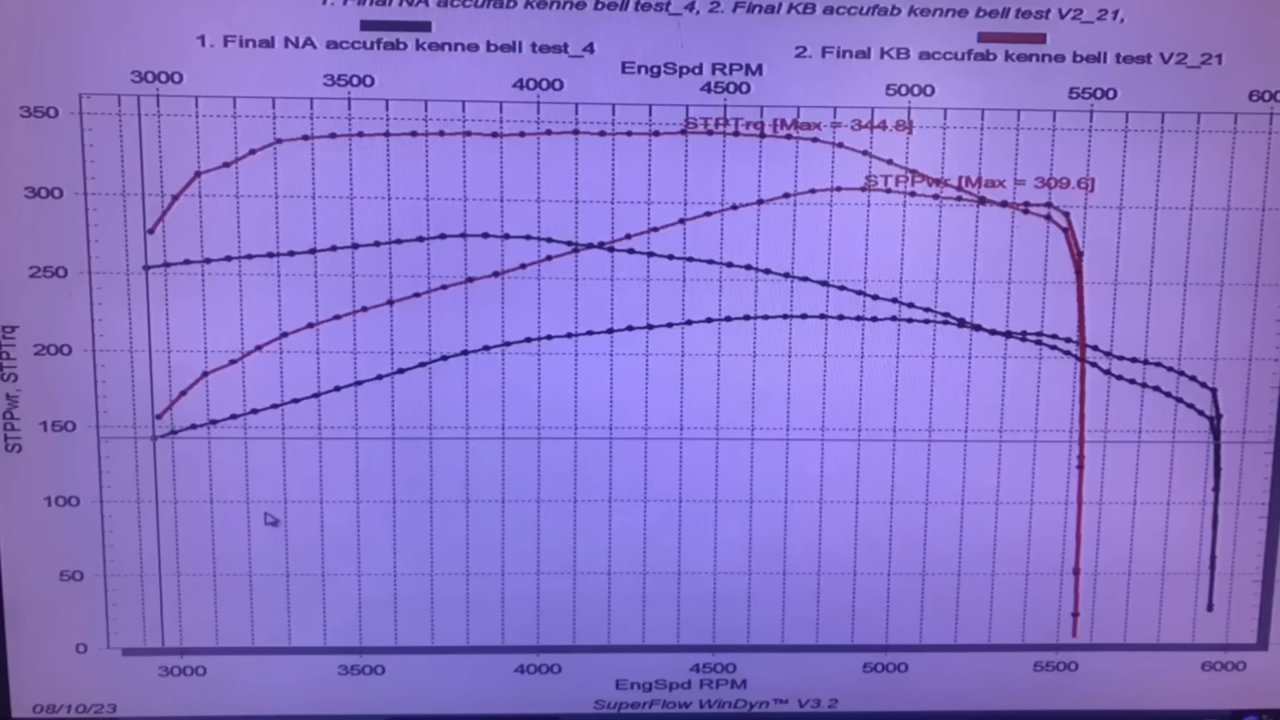 1. Final NA accufab kenne bell test_4, 2. Final KB accufab kenne bell test V2_21,
1. Final NA accufab kenne bell test_4
2. Final KB accufab kenne bell test V2_21
EngSpd RPM
3000 3500 4000 4500 5000 5500
350
STPTrq [Max = 344.8]
300
STPPwr [Max = 309.6]
250
200
150
100
50
0
STPPwr, STPTrq
3000 3500 4000 4500 5000 5500 6000
EngSpd RPM
SuperFlow WinDyn™ V3.2
08/10/23